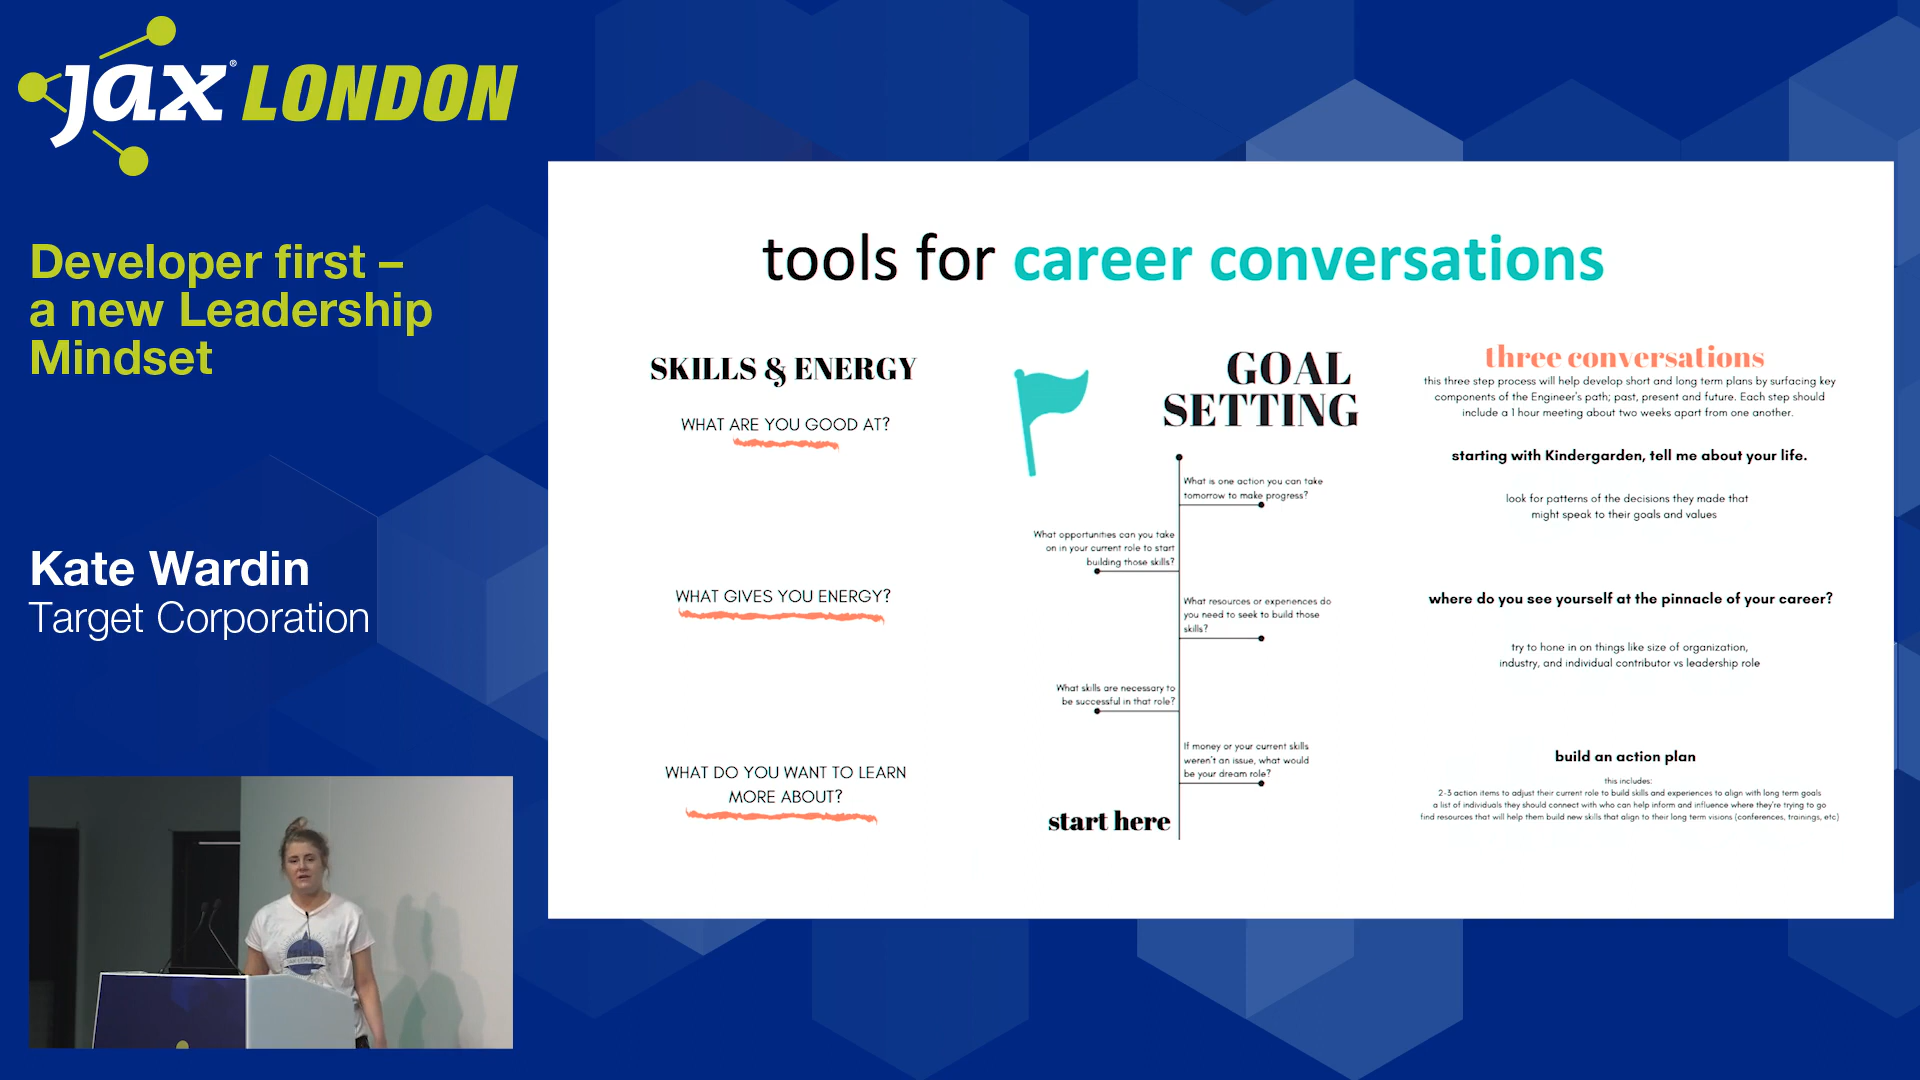 jax® LONDON
Developer first –
a new Leadership
Mindset
Kate Wardin
Target Corporation
tools for career conversations
SKILLS & ENERGY
WHAT ARE YOU GOOD AT?
WHAT GIVES YOU ENERGY?
WHAT DO YOU WANT TO LEARN
MORE ABOUT?
GOAL
SETTING
What is one action you can take
tomorrow to make progress?
What opportunities can you take
on in your current role to start
building those skills?
What resources or experiences do
you need to seek to build those
skills?
What skills are necessary to
be successful in that role?
If money or your current skills
weren't an issue, what would
be your dream role?
start here
three conversations
this three step process will help develop short and long term plans by surfacing key
components of the Engineer's path; past, present and future. Each step should
include a 1 hour meeting about two weeks apart from one another.
starting with Kindergarden, tell me about your life.
look for patterns of the decisions they made that
might speak to their goals and values
where do you see yourself at the pinnacle of your career?
try to hone in on things like size of organization,
industry, and individual contributor vs leadership role
build an action plan
this includes:
2-3 action items to adjust their current role to build skills and experiences to align with long term goals
a list of individuals they should connect with who can help inform and influence where they're trying to go
find resources that will help them build new skills that align to their long term visions (conferences, trainings, etc)
JAX LONDON